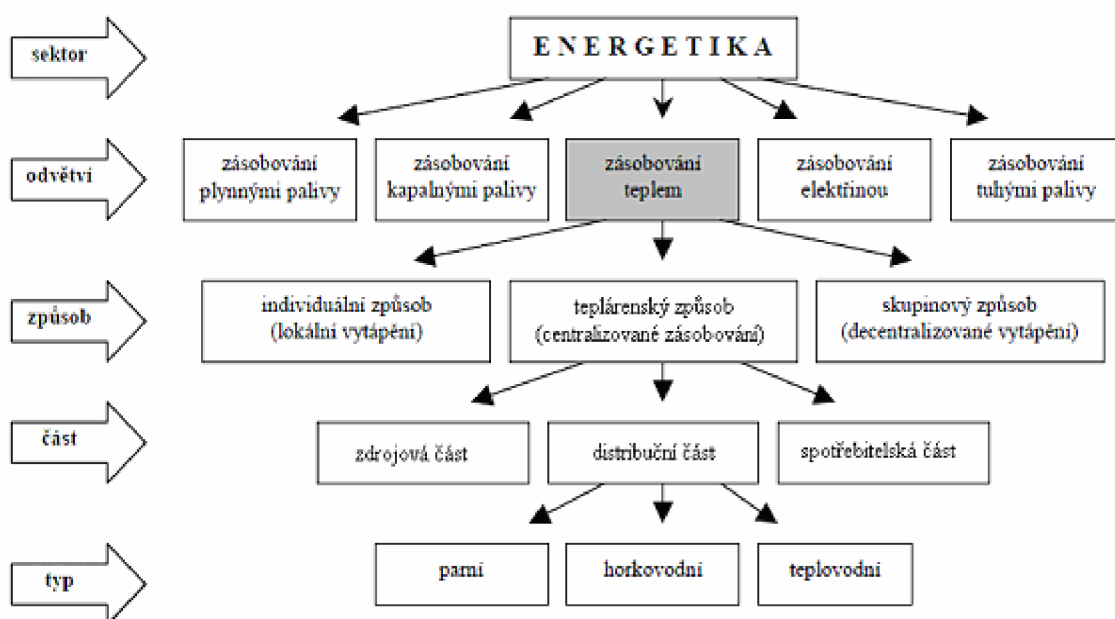 sektor
E N E R G E T I K A
odvětví
zásobování
plynnými palivy
zásobování
kapalnými palivy
zásobování
teplem
zásobování
elektřinou
zásobování
tuhými palivy
způsob
individuální způsob
(lokální vytápění)
teplárenský způsob
(centralizované zásobování)
skupinový způsob
(decentralizované vytápění)
část
zdrojová část
distribuční část
spotřebitelská část
typ
parní
horkovodní
teplovodní